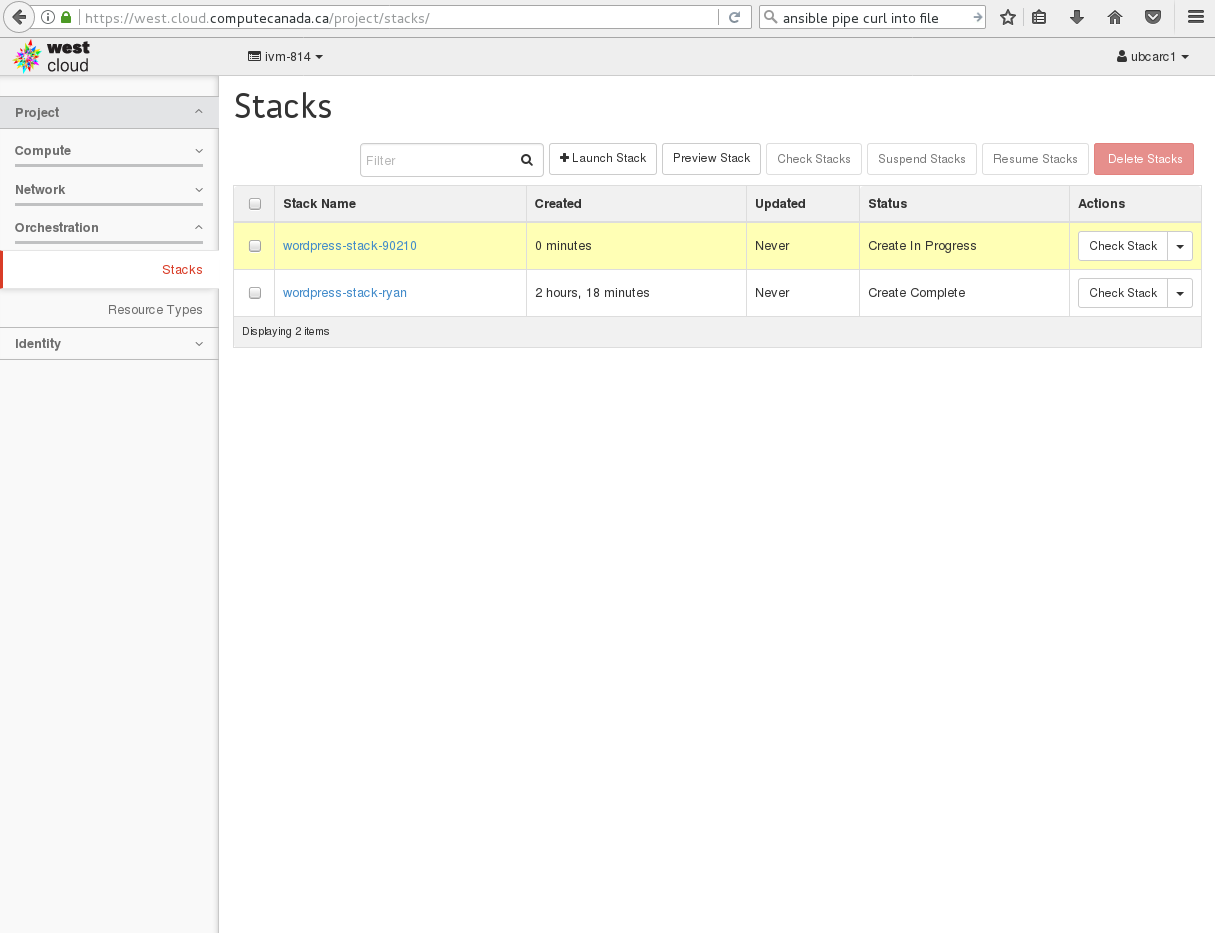 https://west.cloud.computecanada.ca/project/stacks/ ansible pipe curl into file
west
cloud
ivm-814 ubcarc1
Project
Compute
Network
Orchestration
Stacks
Resource Types
Identity
Stacks
Filter Launch Stack Preview Stack Check Stacks Suspend Stacks Resume Stacks Delete Stacks
Stack Name Created Updated Status Actions
wordpress-stack-90210 0 minutes Never Create In Progress Check Stack
wordpress-stack-ryan 2 hours, 18 minutes Never Create Complete Check Stack
Displaying 2 items